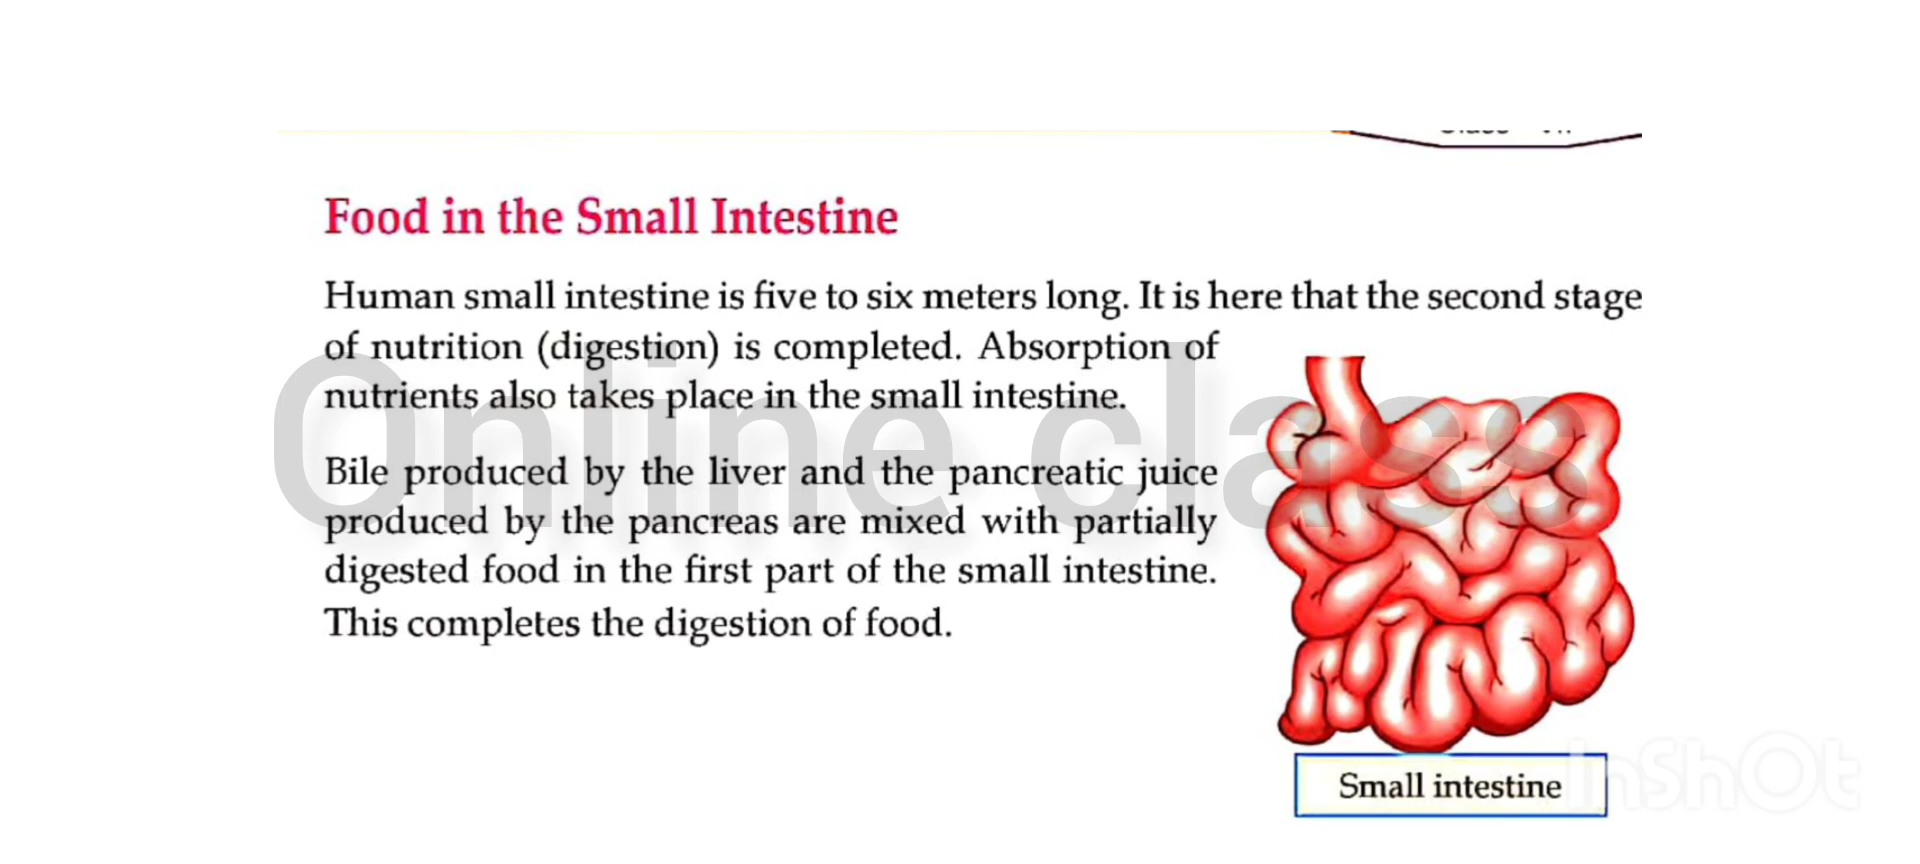 Food in the Small Intestine
Human small intestine is five to six meters long. It is here that the second stage
of nutrition (digestion) is completed. Absorption of
nutrients also takes place in the small intestine.
Bile produced by the liver and the pancreatic juice
produced by the pancreas are mixed with partially
digested food in the first part of the small intestine.
This completes the digestion of food.
Online class
Small intestine
InShOt